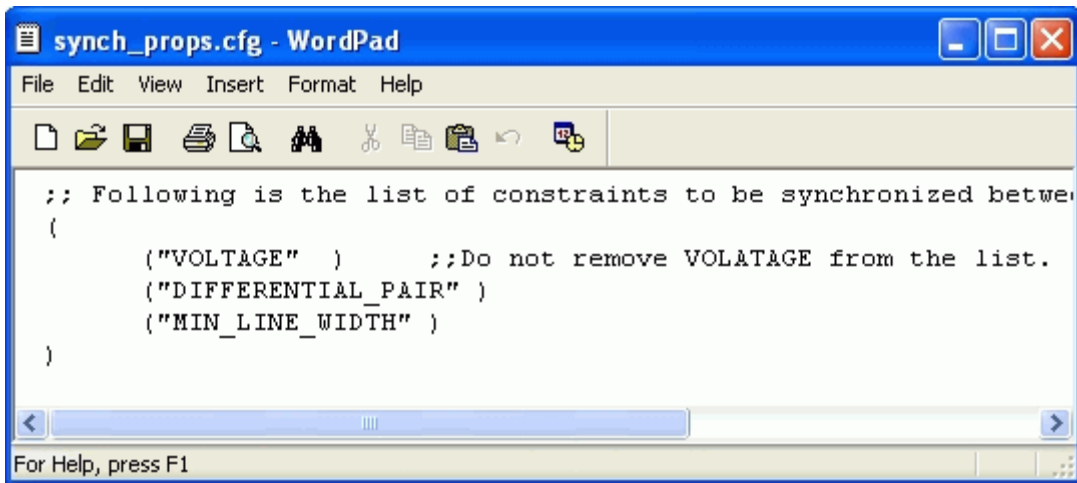 synch_props.cfg - WordPad
File Edit View Insert Format Help
;; Following is the list of constraints to be synchronized
(
("VOLTAGE" ) ;;Do not remove VOLATAGE from the list.
("DIFFERENTIAL_PAIR" )
("MIN_LINE_WIDTH" )
)
For Help, press F1